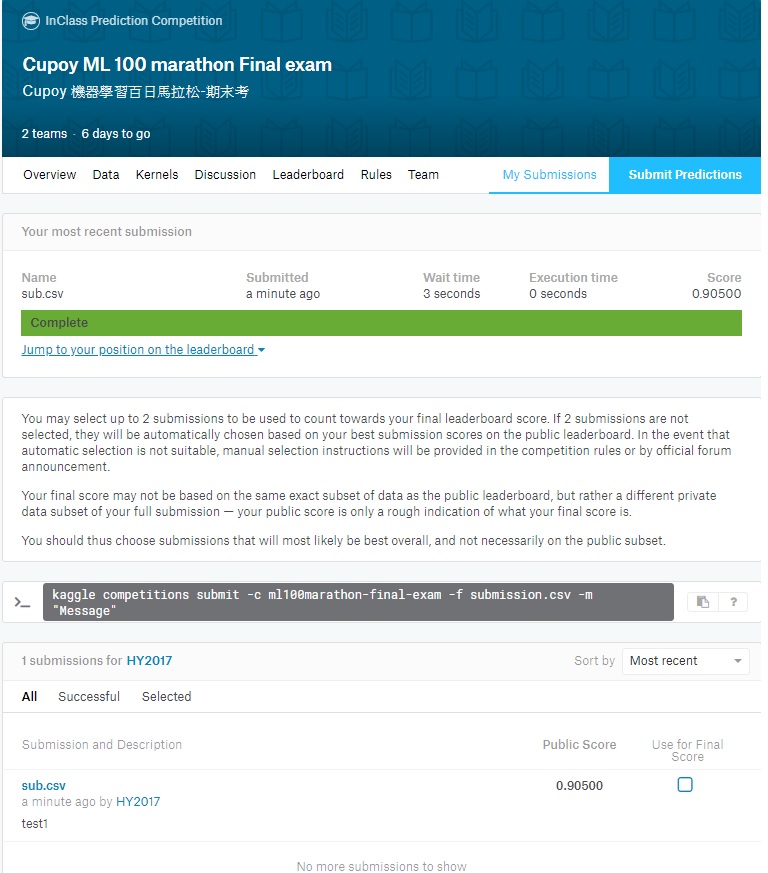 InClass Prediction Competition
Cupoy ML 100 marathon Final exam
Cupoy 機器學習百日馬拉松-期末考
2 teams · 6 days to go
Overview Data Kernels Discussion Leaderboard Rules Team My Submissions Submit Predictions
Your most recent submission
Name Submitted Wait time Execution time Score
sub.csv a minute ago 3 seconds 0 seconds 0.90500
Complete
Jump to your position on the leaderboard
You may select up to 2 submissions to be used to count towards your final leaderboard score. If 2 submissions are not
selected, they will be automatically chosen based on your best submission scores on the public leaderboard. In the event that
automatic selection is not suitable, manual selection instructions will be provided in the competition rules or by official forum
announcement.
Your final score may not be based on the same exact subset of data as the public leaderboard, but rather a different private
data subset of your full submission — your public score is only a rough indication of what your final score is.
You should thus choose submissions that will most likely be best overall, and not necessarily on the public subset.
>_ kaggle competitions submit -c ml100marathon-final-exam -f submission.csv -m
"Message"
?
1 submissions for HY2017 Sort by Most recent
All Successful Selected
Submission and Description Public Score Use for Final
Score
sub.csv 0.90500
a minute ago by HY2017
test1
No more submissions to show